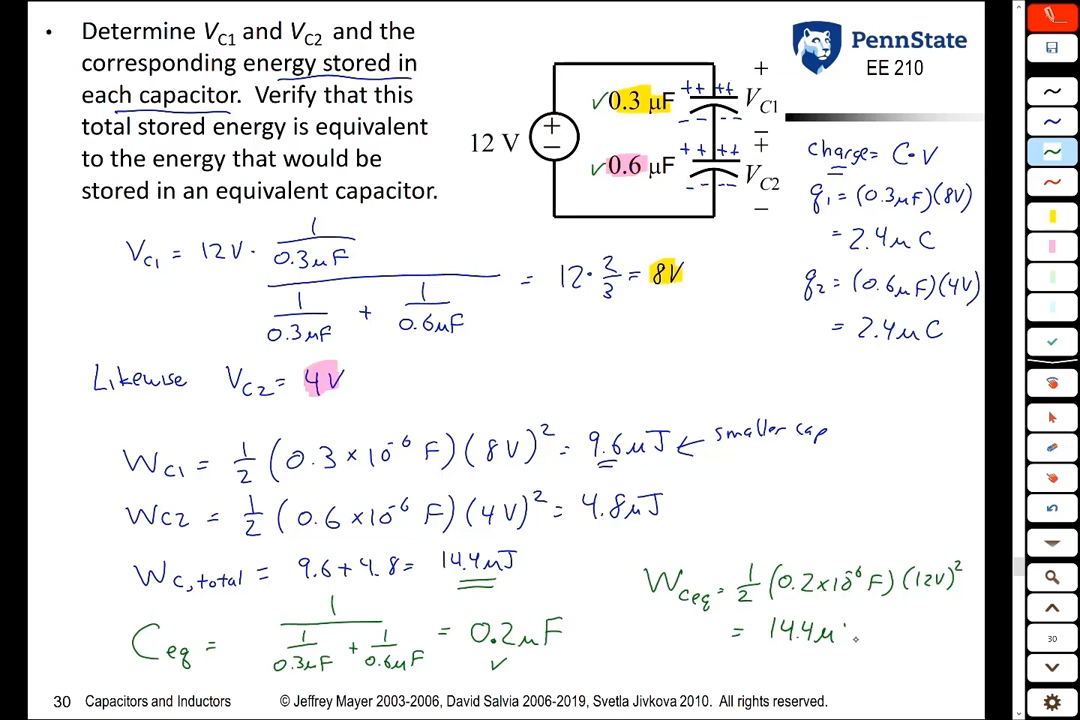 • Determine VC1 and VC2 and the
corresponding energy stored in
each capacitor. Verify that this
total stored energy is equivalent
to the energy that would be
stored in an equivalent capacitor.
PennState
EE 210
12 V
+
−
✓0.3 μF
++ ++
-- --
+
VC1
−
✓0.6 μF
++ ++
-- --
+
VC2
−
charge = C·V
q1 = (0.3μF)(8V)
= 2.4μC
q2 = (0.6μF)(4V)
= 2.4μC
VC1 = 12V · (1/0.3μF) / (1/0.3μF + 1/0.6μF) = 12 · 2/3 = 8V
Likewise VC2 = 4V
WC1 = 1/2 (0.3 × 10^-6 F)(8V)^2 = 9.6μJ ← smaller cap
WC2 = 1/2 (0.6 × 10^-6 F)(4V)^2 = 4.8μJ
WC,total = 9.6 + 4.8 = 14.4μJ
Ceq = 1 / (1/0.3μF + 1/0.6μF) = 0.2μF
✓
WCeq = 1/2 (0.2×10^-6 F)(12V)^2
= 14.4μ
30 Capacitors and Inductors © Jeffrey Mayer 2003-2006, David Salvia 2006-2019, Svetla Jivkova 2010. All rights reserved.
30